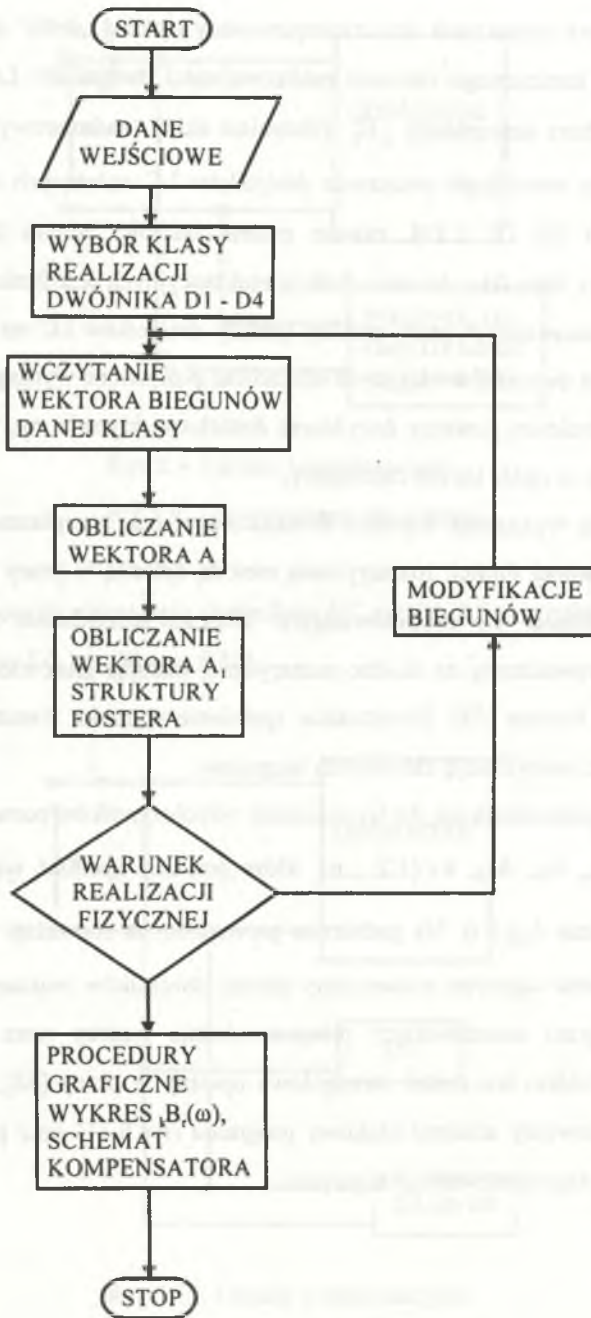 START
DANE
WEJŚCIOWE
WYBÓR KLASY
REALIZACJI
DWÓJNIKA D1 - D4
WCZYTANIE
WEKTORA BIEGUNÓW
DANEJ KLASY
OBLICZANIE
WEKTORA A
MODYFIKACJE
BIEGUNÓW
OBLICZANIE
WEKTORA A,
STRUKTURY
FOSTERA
WARUNEK
REALIZACJI
FIZYCZNEJ
PROCEDURY
GRAFICZNE
WYKRES ₖBᵣ(ω),
SCHEMAT
KOMPENSATORA
STOP